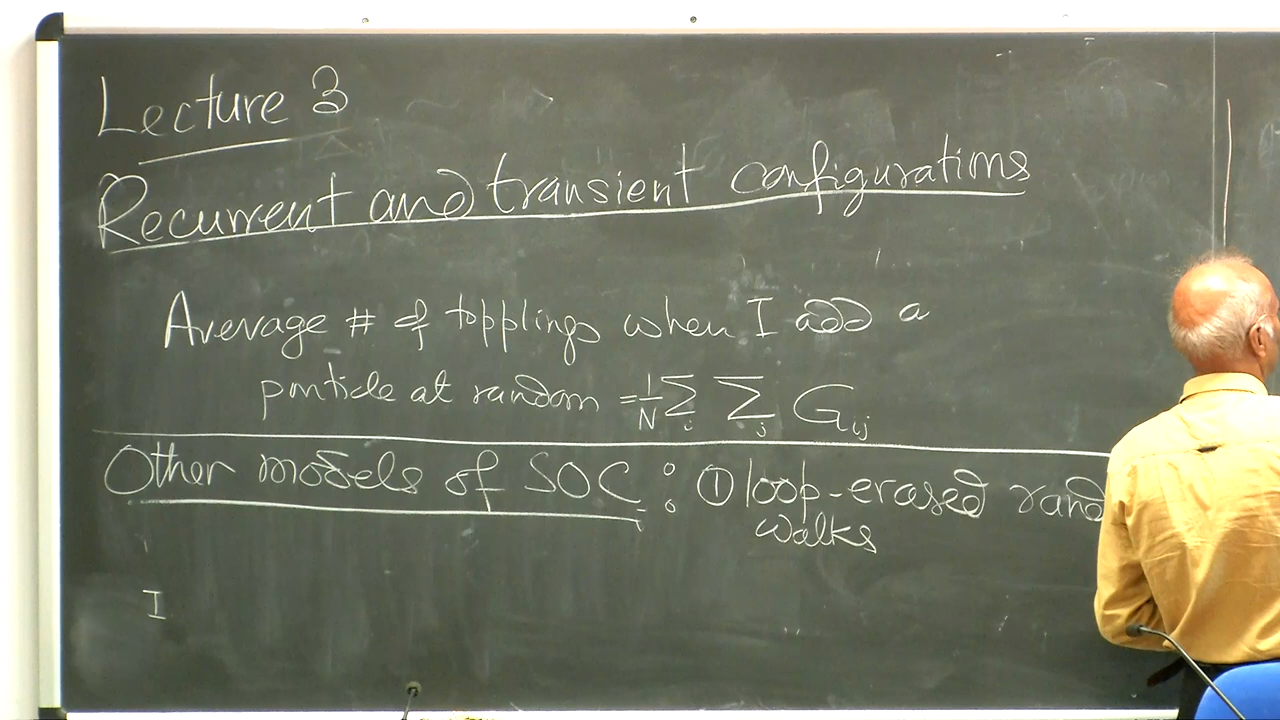 Lecture 3
Recurrent and transient configurations
Average # of topplings when I add a
particle at random = 1/N Σ_i Σ_j G_ij
Other models of SOC : ① loop-erased rand
walks
I